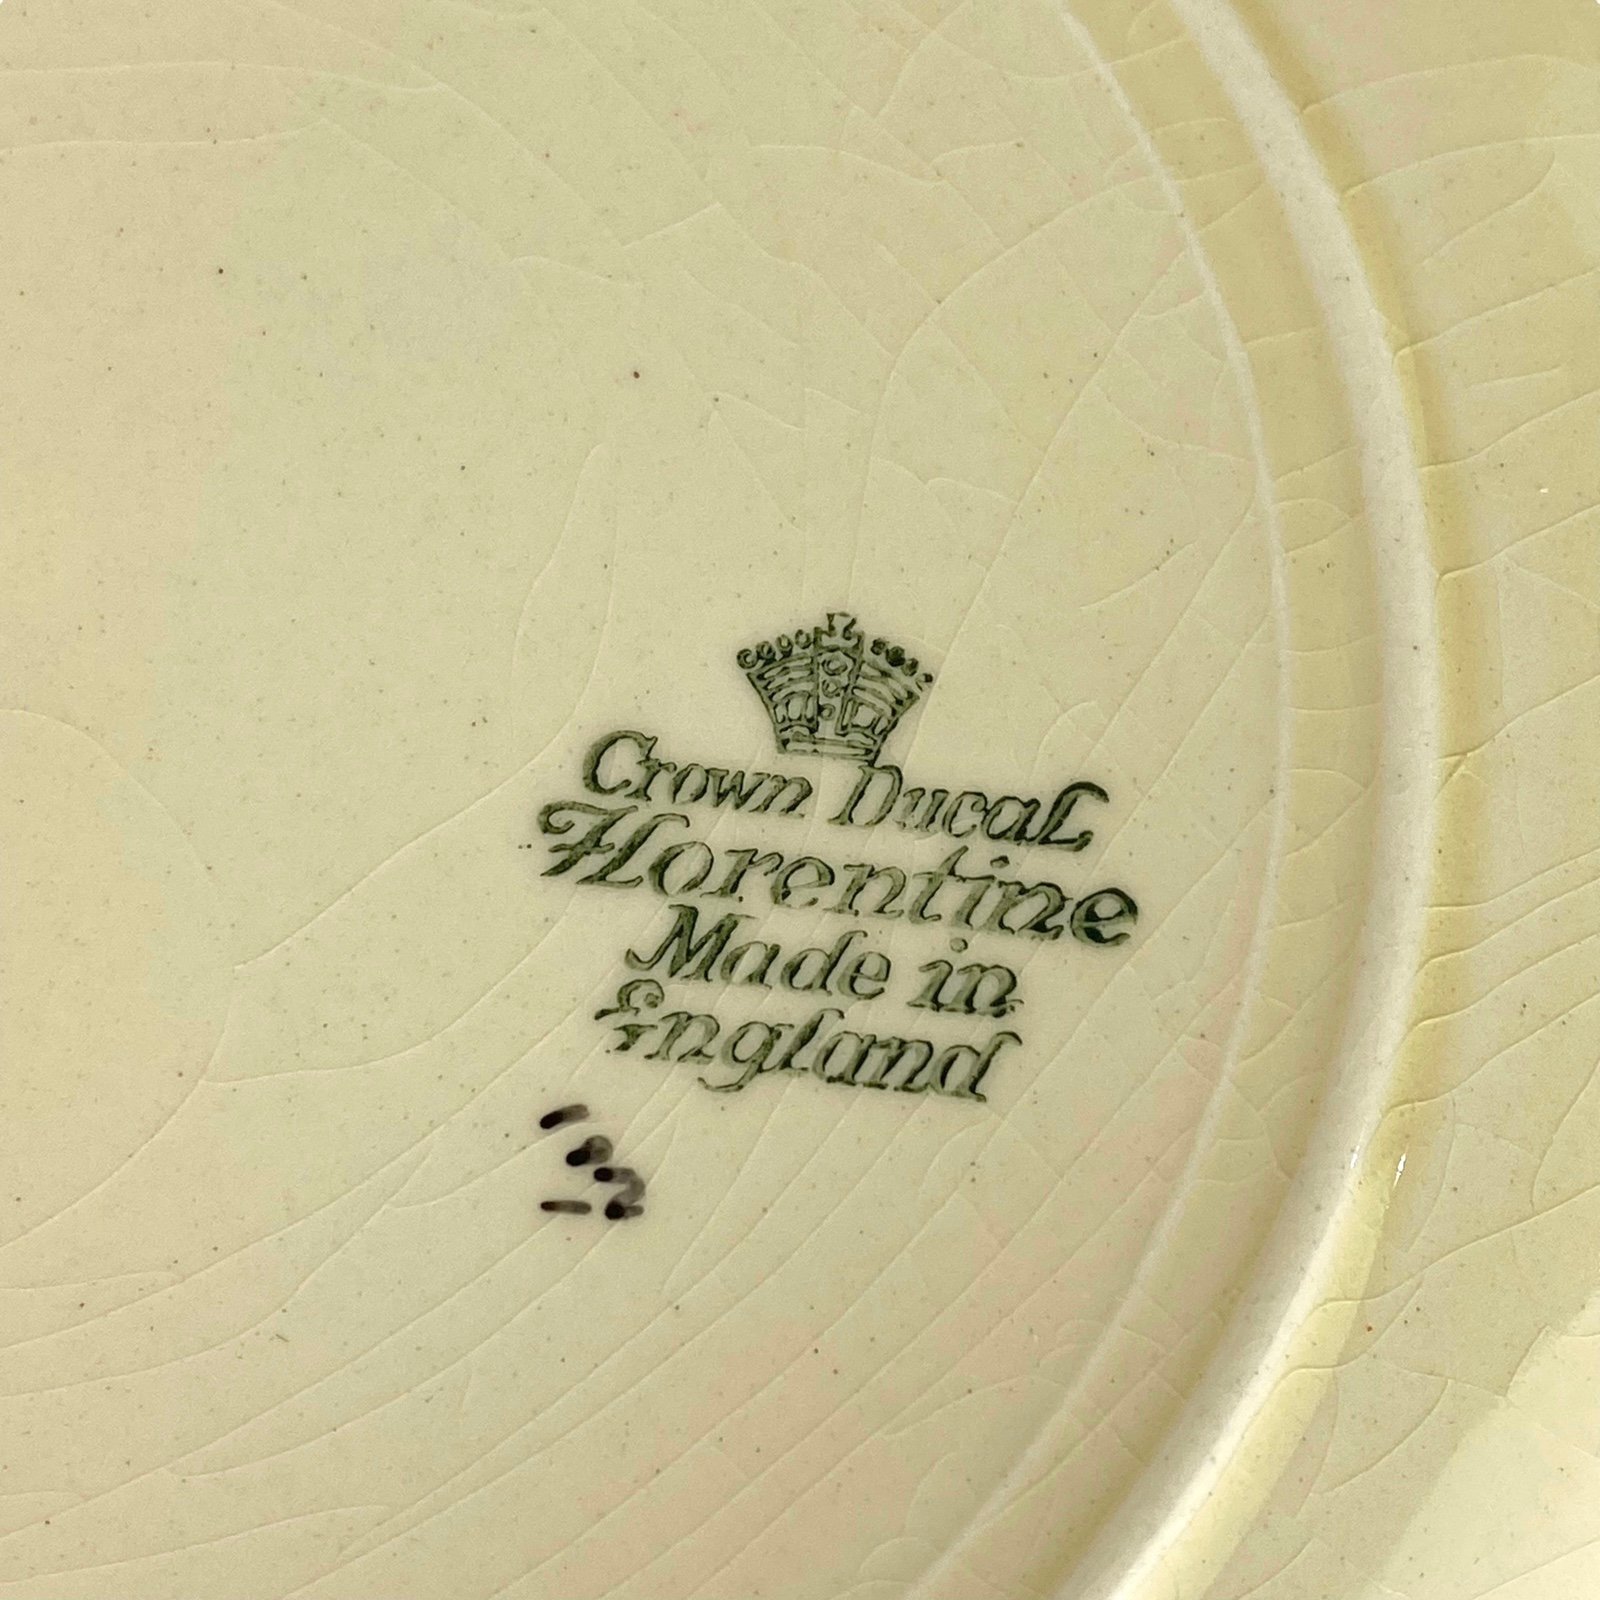 Crown Ducal
Florentine
Made in
England